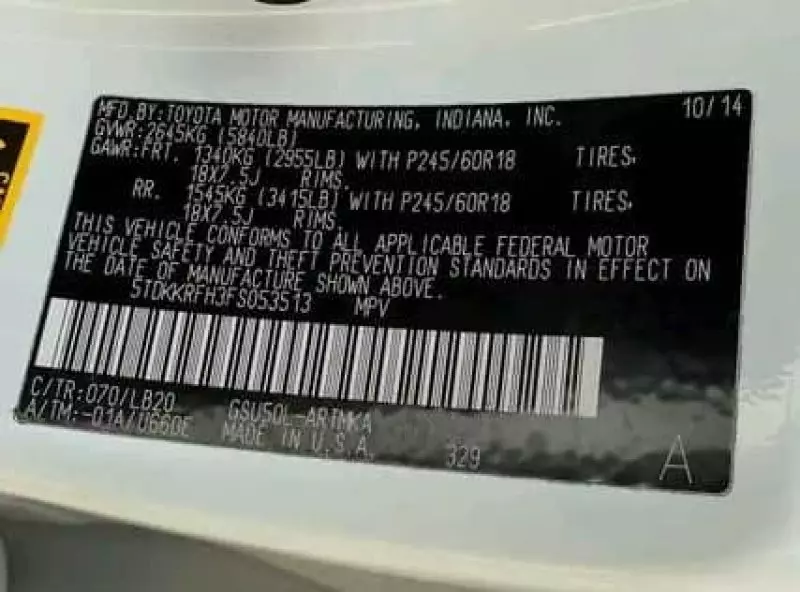 MFD. BY: TOYOTA MOTOR MANUFACTURING, INDIANA, INC. 10/14
GVWR: 2645KG (5840LB)
GAWR: FRT. 1340KG (2955LB) WITH P245/60R18 TIRES,
18X7.5J RIMS.
RR. 1545KG (3415LB) WITH P245/60R18 TIRES,
18X7.5J RIMS.
THIS VEHICLE CONFORMS TO ALL APPLICABLE FEDERAL MOTOR
VEHICLE SAFETY AND THEFT PREVENTION STANDARDS IN EFFECT ON
THE DATE OF MANUFACTURE SHOWN ABOVE.
5TDKKRFH3FS053513 MPV
C/TR: 070/LB20 GSU50L-ARTMKA
A/TM: -01A/U660E MADE IN U.S.A. 329 A